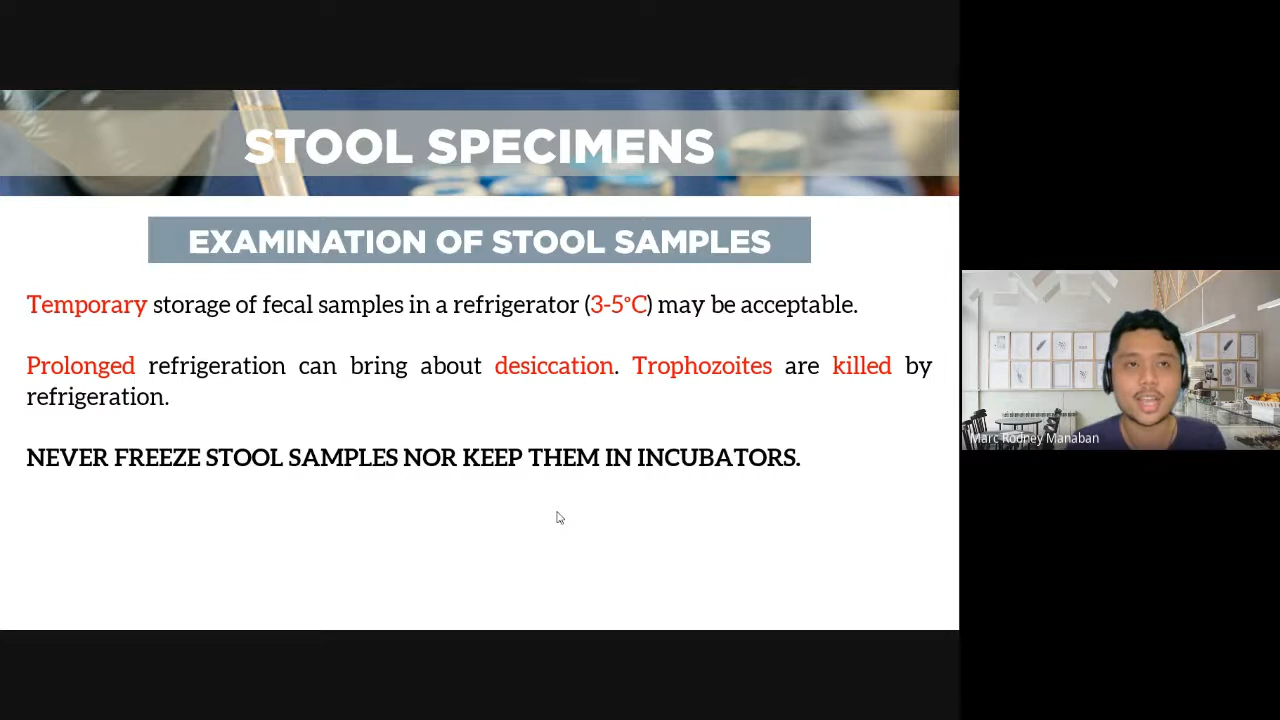 STOOL SPECIMENS
EXAMINATION OF STOOL SAMPLES
Temporary storage of fecal samples in a refrigerator (3-5°C) may be acceptable.
Prolonged refrigeration can bring about desiccation. Trophozoites are killed by
refrigeration.
NEVER FREEZE STOOL SAMPLES NOR KEEP THEM IN INCUBATORS.
Marc Rodney Manaban